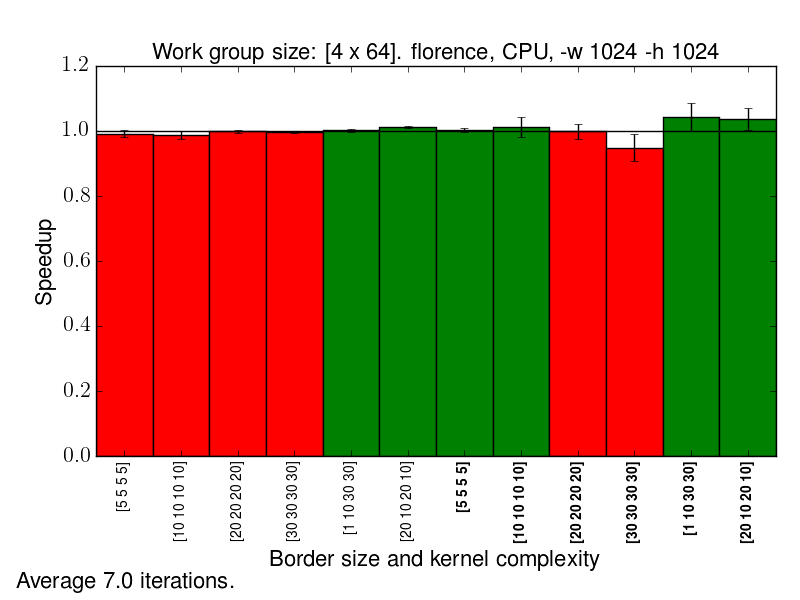 Work group size: [4 x 64]. florence, CPU, -w 1024 -h 1024
1.2
1.0
0.8
0.6
0.4
0.2
0.0
Speedup
[5 5 5 5]
[10 10 10 10]
[20 20 20 20]
[30 30 30 30]
[1 10 30 30]
[20 10 20 10]
[5 5 5 5]
[10 10 10 10]
[20 20 20 20]
[30 30 30 30]
[1 10 30 30]
[20 10 20 10]
Border size and kernel complexity
Average 7.0 iterations.